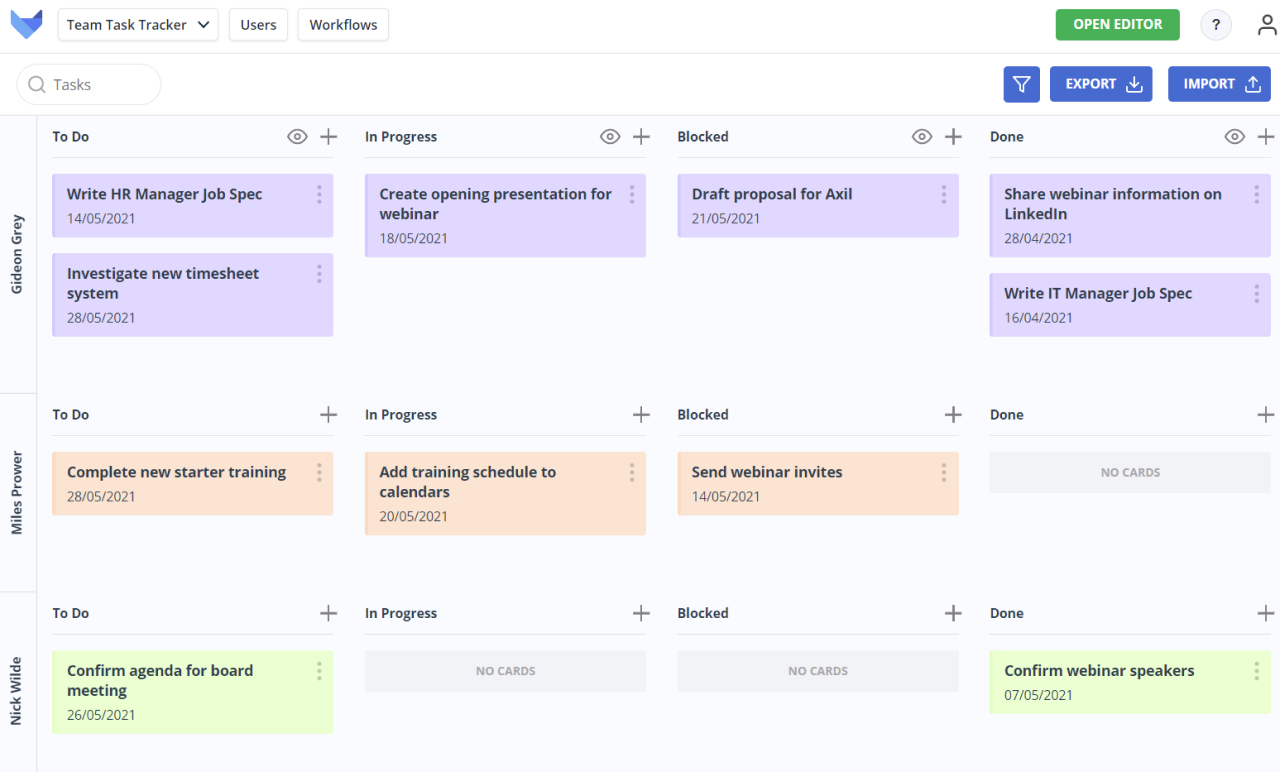 Team Task Tracker
Users
Workflows
OPEN EDITOR
?
Tasks
EXPORT
IMPORT
Gideon Grey
To Do
In Progress
Blocked
Done
Write HR Manager Job Spec
14/05/2021
Investigate new timesheet
system
28/05/2021
Create opening presentation for
webinar
18/05/2021
Draft proposal for Axil
21/05/2021
Share webinar information on
LinkedIn
28/04/2021
Write IT Manager Job Spec
16/04/2021
Miles Prower
To Do
In Progress
Blocked
Done
Complete new starter training
28/05/2021
Add training schedule to
calendars
20/05/2021
Send webinar invites
14/05/2021
NO CARDS
Nick Wilde
To Do
In Progress
Blocked
Done
Confirm agenda for board
meeting
26/05/2021
NO CARDS
NO CARDS
Confirm webinar speakers
07/05/2021